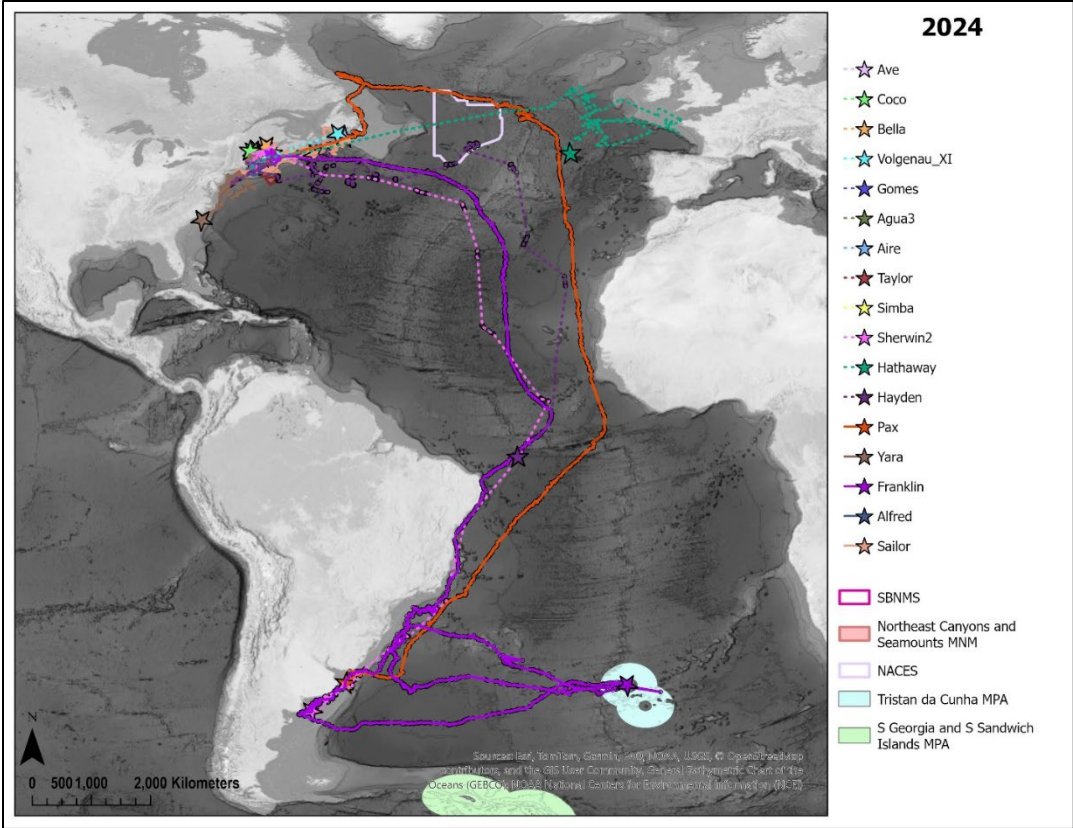 2024
Ave
Coco
Bella
Volgenau_XI
Gomes
Agua3
Aire
Taylor
Simba
Sherwin2
Hathaway
Hayden
Pax
Yara
Franklin
Alfred
Sailor
SBNMS
Northeast Canyons and
Seamounts MNM
NACES
Tristan da Cunha MPA
S Georgia and S Sandwich
Islands MPA
N
0 500 1,000 2,000 Kilometers
Sources: Esri, TomTom, Garmin, FAO, NOAA, USGS, © OpenStreetMap
contributors, and the GIS User Community, General Bathymetric Chart of the
Oceans (GEBCO), NOAA National Centers for Environmental Information (NCEI)